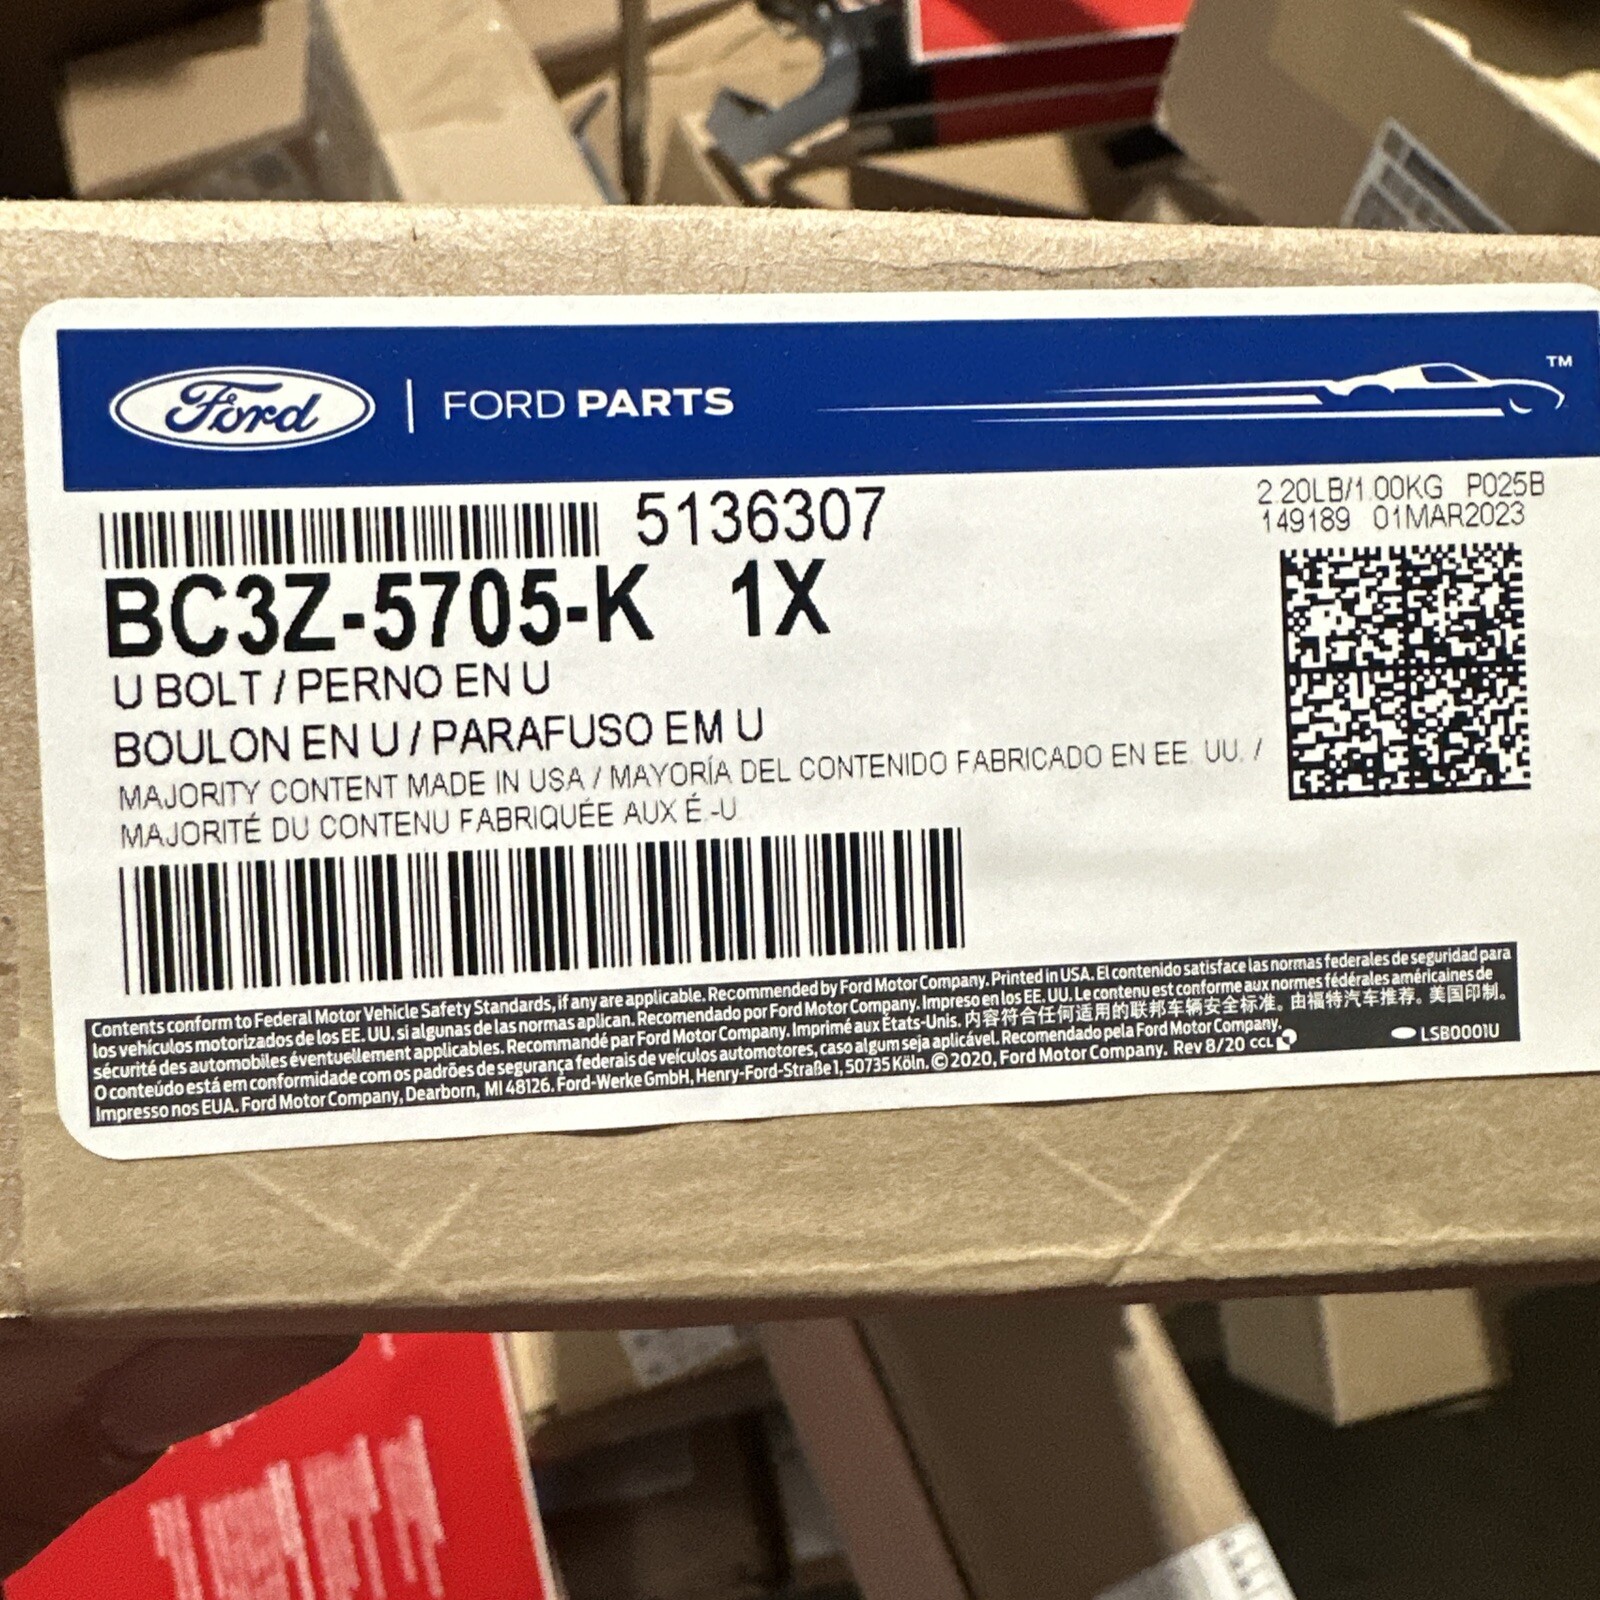 Ford | FORD PARTS
TM
5136307
2.20LB/1.00KG P025B
149189 01MAR2023
BC3Z-5705-K 1X
U BOLT / PERNO EN U
BOULON EN U / PARAFUSO EM U
MAJORITY CONTENT MADE IN USA / MAYORÍA DEL CONTENIDO FABRICADO EN EE. UU. /
MAJORITÉ DU CONTENU FABRIQUÉE AUX É.-U
Contents conform to Federal Motor Vehicle Safety Standards, if any are applicable. Recommended by Ford Motor Company. Printed in USA. El contenido satisface las normas federales de seguridad para
los vehículos motorizados de los EE. UU. si algunas de las normas aplican. Recomendado por Ford Motor Company. Impreso en los EE. UU. Le contenu est conforme aux normes fédérales américaines de
sécurité des automobiles éventuellement applicables. Recommandé par Ford Motor Company. Imprimé aux États-Unis. 内容符合任何适用的联邦车辆安全标准。由福特汽车推荐。美国印制。
O conteúdo está em conformidade com os padrões de segurança federais de veículos automotores, caso algum seja aplicável. Recomendado pela Ford Motor Company.
Impresso nos EUA. Ford Motor Company, Dearborn, MI 48126. Ford-Werke GmbH, Henry-Ford-Straße 1, 50735 Köln. © 2020, Ford Motor Company. Rev 8/20 CCL
LSB0001U